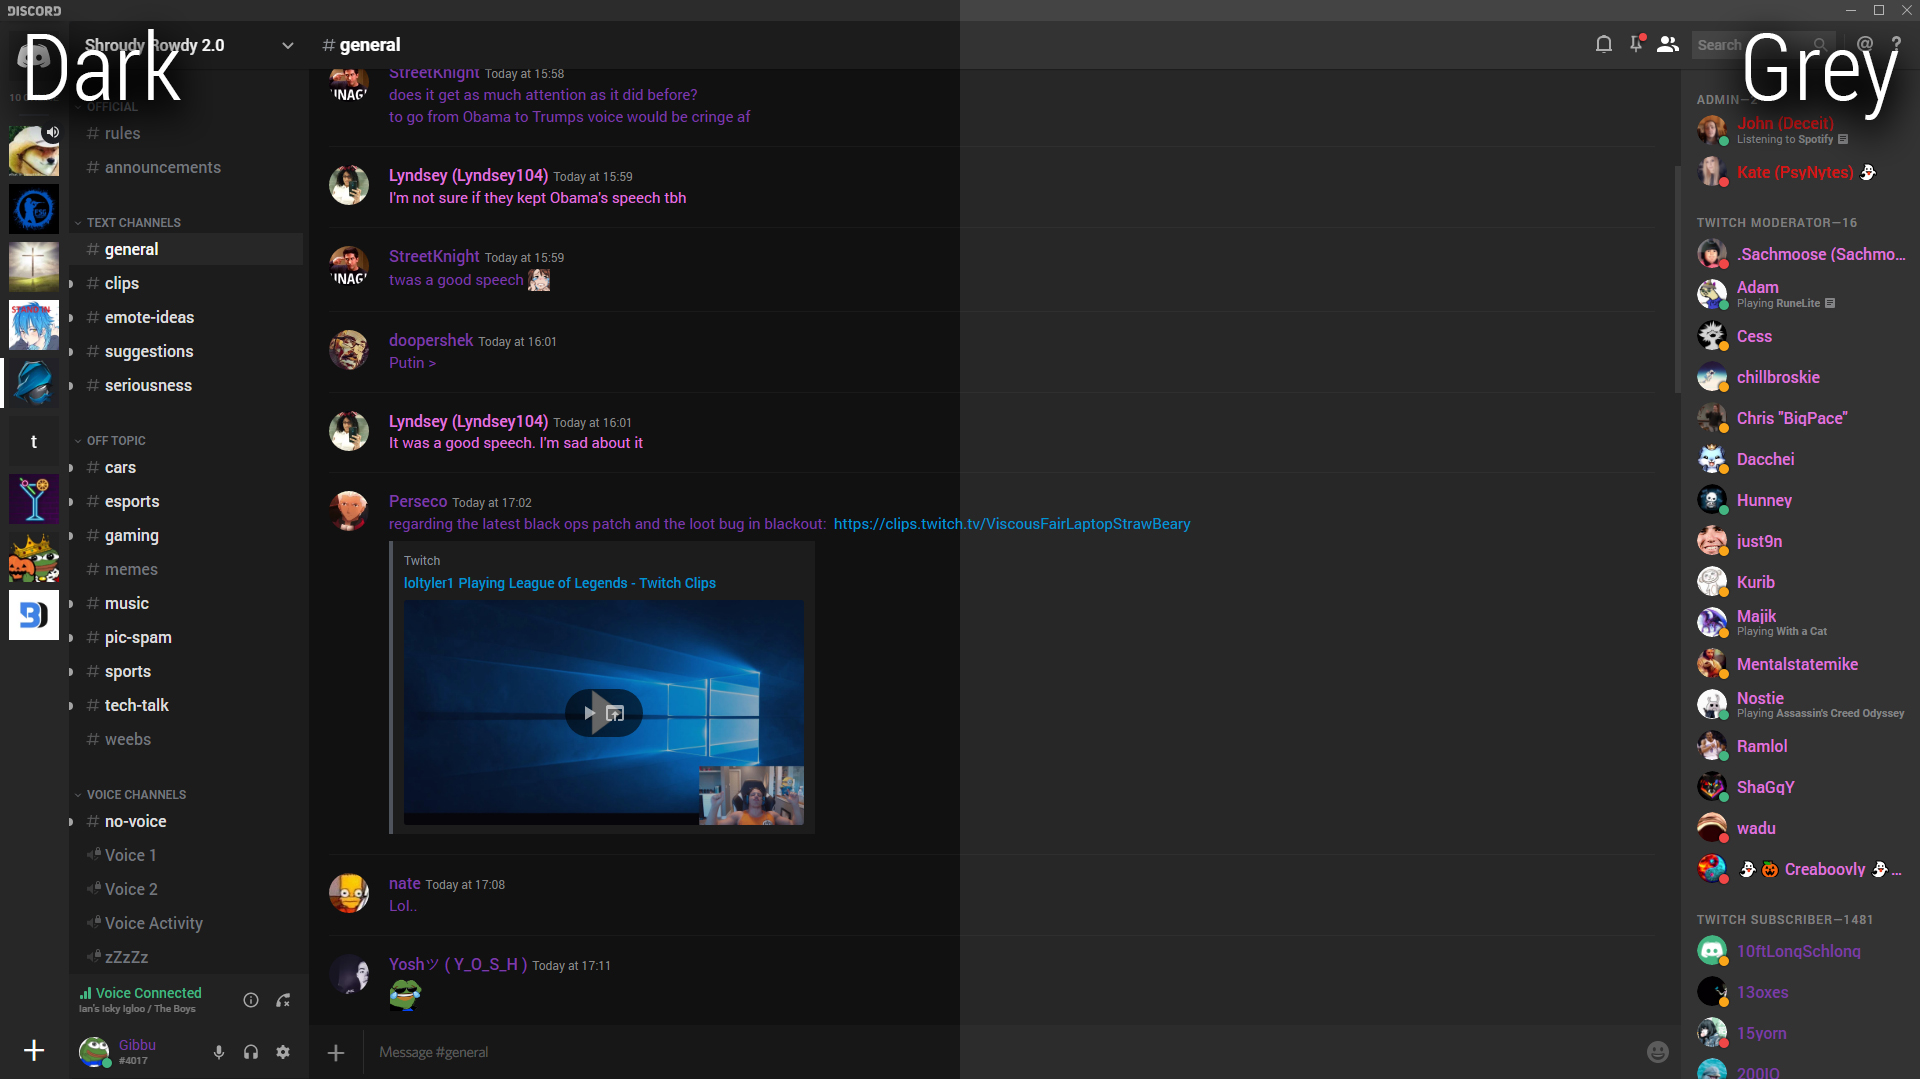 DISCORD
Dark
Grey
Shroudy Rowdy 2.0
# general
Search
OFFICIAL
# rules
# announcements
TEXT CHANNELS
# general
# clips
# emote-ideas
# suggestions
# seriousness
t
OFF TOPIC
# cars
# esports
# gaming
# memes
# music
# pic-spam
# sports
# tech-talk
# weebs
VOICE CHANNELS
# no-voice
Voice 1
Voice 2
Voice Activity
zZzZz
Voice Connected
Ian's Icky Igloo / The Boys
Gibbu
#4017
StreetKnight Today at 15:58
does it get as much attention as it did before?
to go from Obama to Trumps voice would be cringe af
Lyndsey (Lyndsey104) Today at 15:59
I'm not sure if they kept Obama's speech tbh
StreetKnight Today at 15:59
twas a good speech
doopershek Today at 16:01
Putin >
Lyndsey (Lyndsey104) Today at 16:01
It was a good speech. I'm sad about it
Perseco Today at 17:02
regarding the latest black ops patch and the loot bug in blackout: https://clips.twitch.tv/ViscousFairLaptopStrawBeary
Twitch
loltyler1 Playing League of Legends - Twitch Clips
nate Today at 17:08
Lol..
Yoshツ ( Y_O_S_H ) Today at 17:11
Message #general
ADMIN—2
John (Deceit)
Listening to Spotify
Kate (PsyNytes)
TWITCH MODERATOR—16
.Sachmoose (Sachmo...
Adam
Playing RuneLite
Cess
chillbroskie
Chris "BigPace"
Dacchei
Hunney
just9n
Kurib
Majik
Playing With a Cat
Mentalstatemike
Nostie
Playing Assassin's Creed Odyssey
Ramlol
ShaGqY
wadu
Creaboovly ...
TWITCH SUBSCRIBER—1481
10ftLongSchlong
13oxes
15yorn
200IQ